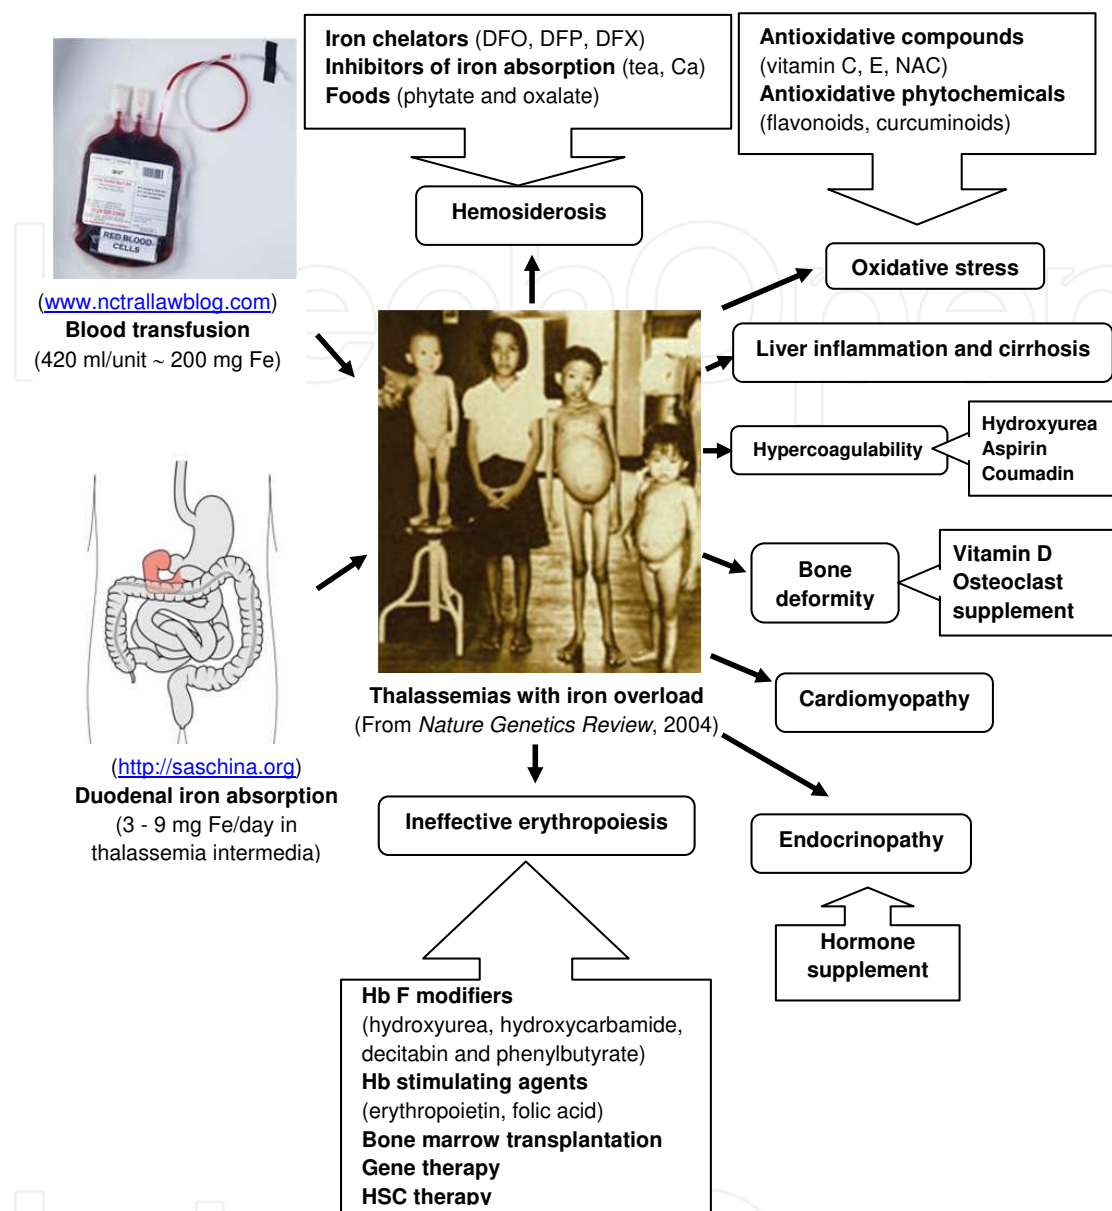 Iron chelators (DFO, DFP, DFX)
Inhibitors of iron absorption (tea, Ca)
Foods (phytate and oxalate)
Antioxidative compounds
(vitamin C, E, NAC)
Antioxidative phytochemicals
(flavonoids, curcuminoids)
RED BLOOD
CELLS
(www.nctrallawblog.com)
Blood transfusion
(420 ml/unit ~ 200 mg Fe)
Hemosiderosis
Oxidative stress
Liver inflammation and cirrhosis
Hypercoagulability
Hydroxyurea
Aspirin
Coumadin
Bone
deformity
Vitamin D
Osteoclast
supplement
Cardiomyopathy
Thalassemias with iron overload
(From Nature Genetics Review, 2004)
(http://saschina.org)
Duodenal iron absorption
(3 - 9 mg Fe/day in
thalassemia intermedia)
Ineffective erythropoiesis
Endocrinopathy
Hormone
supplement
Hb F modifiers
(hydroxyurea, hydroxycarbamide,
decitabin and phenylbutyrate)
Hb stimulating agents
(erythropoietin, folic acid)
Bone marrow transplantation
Gene therapy
HSC therapy